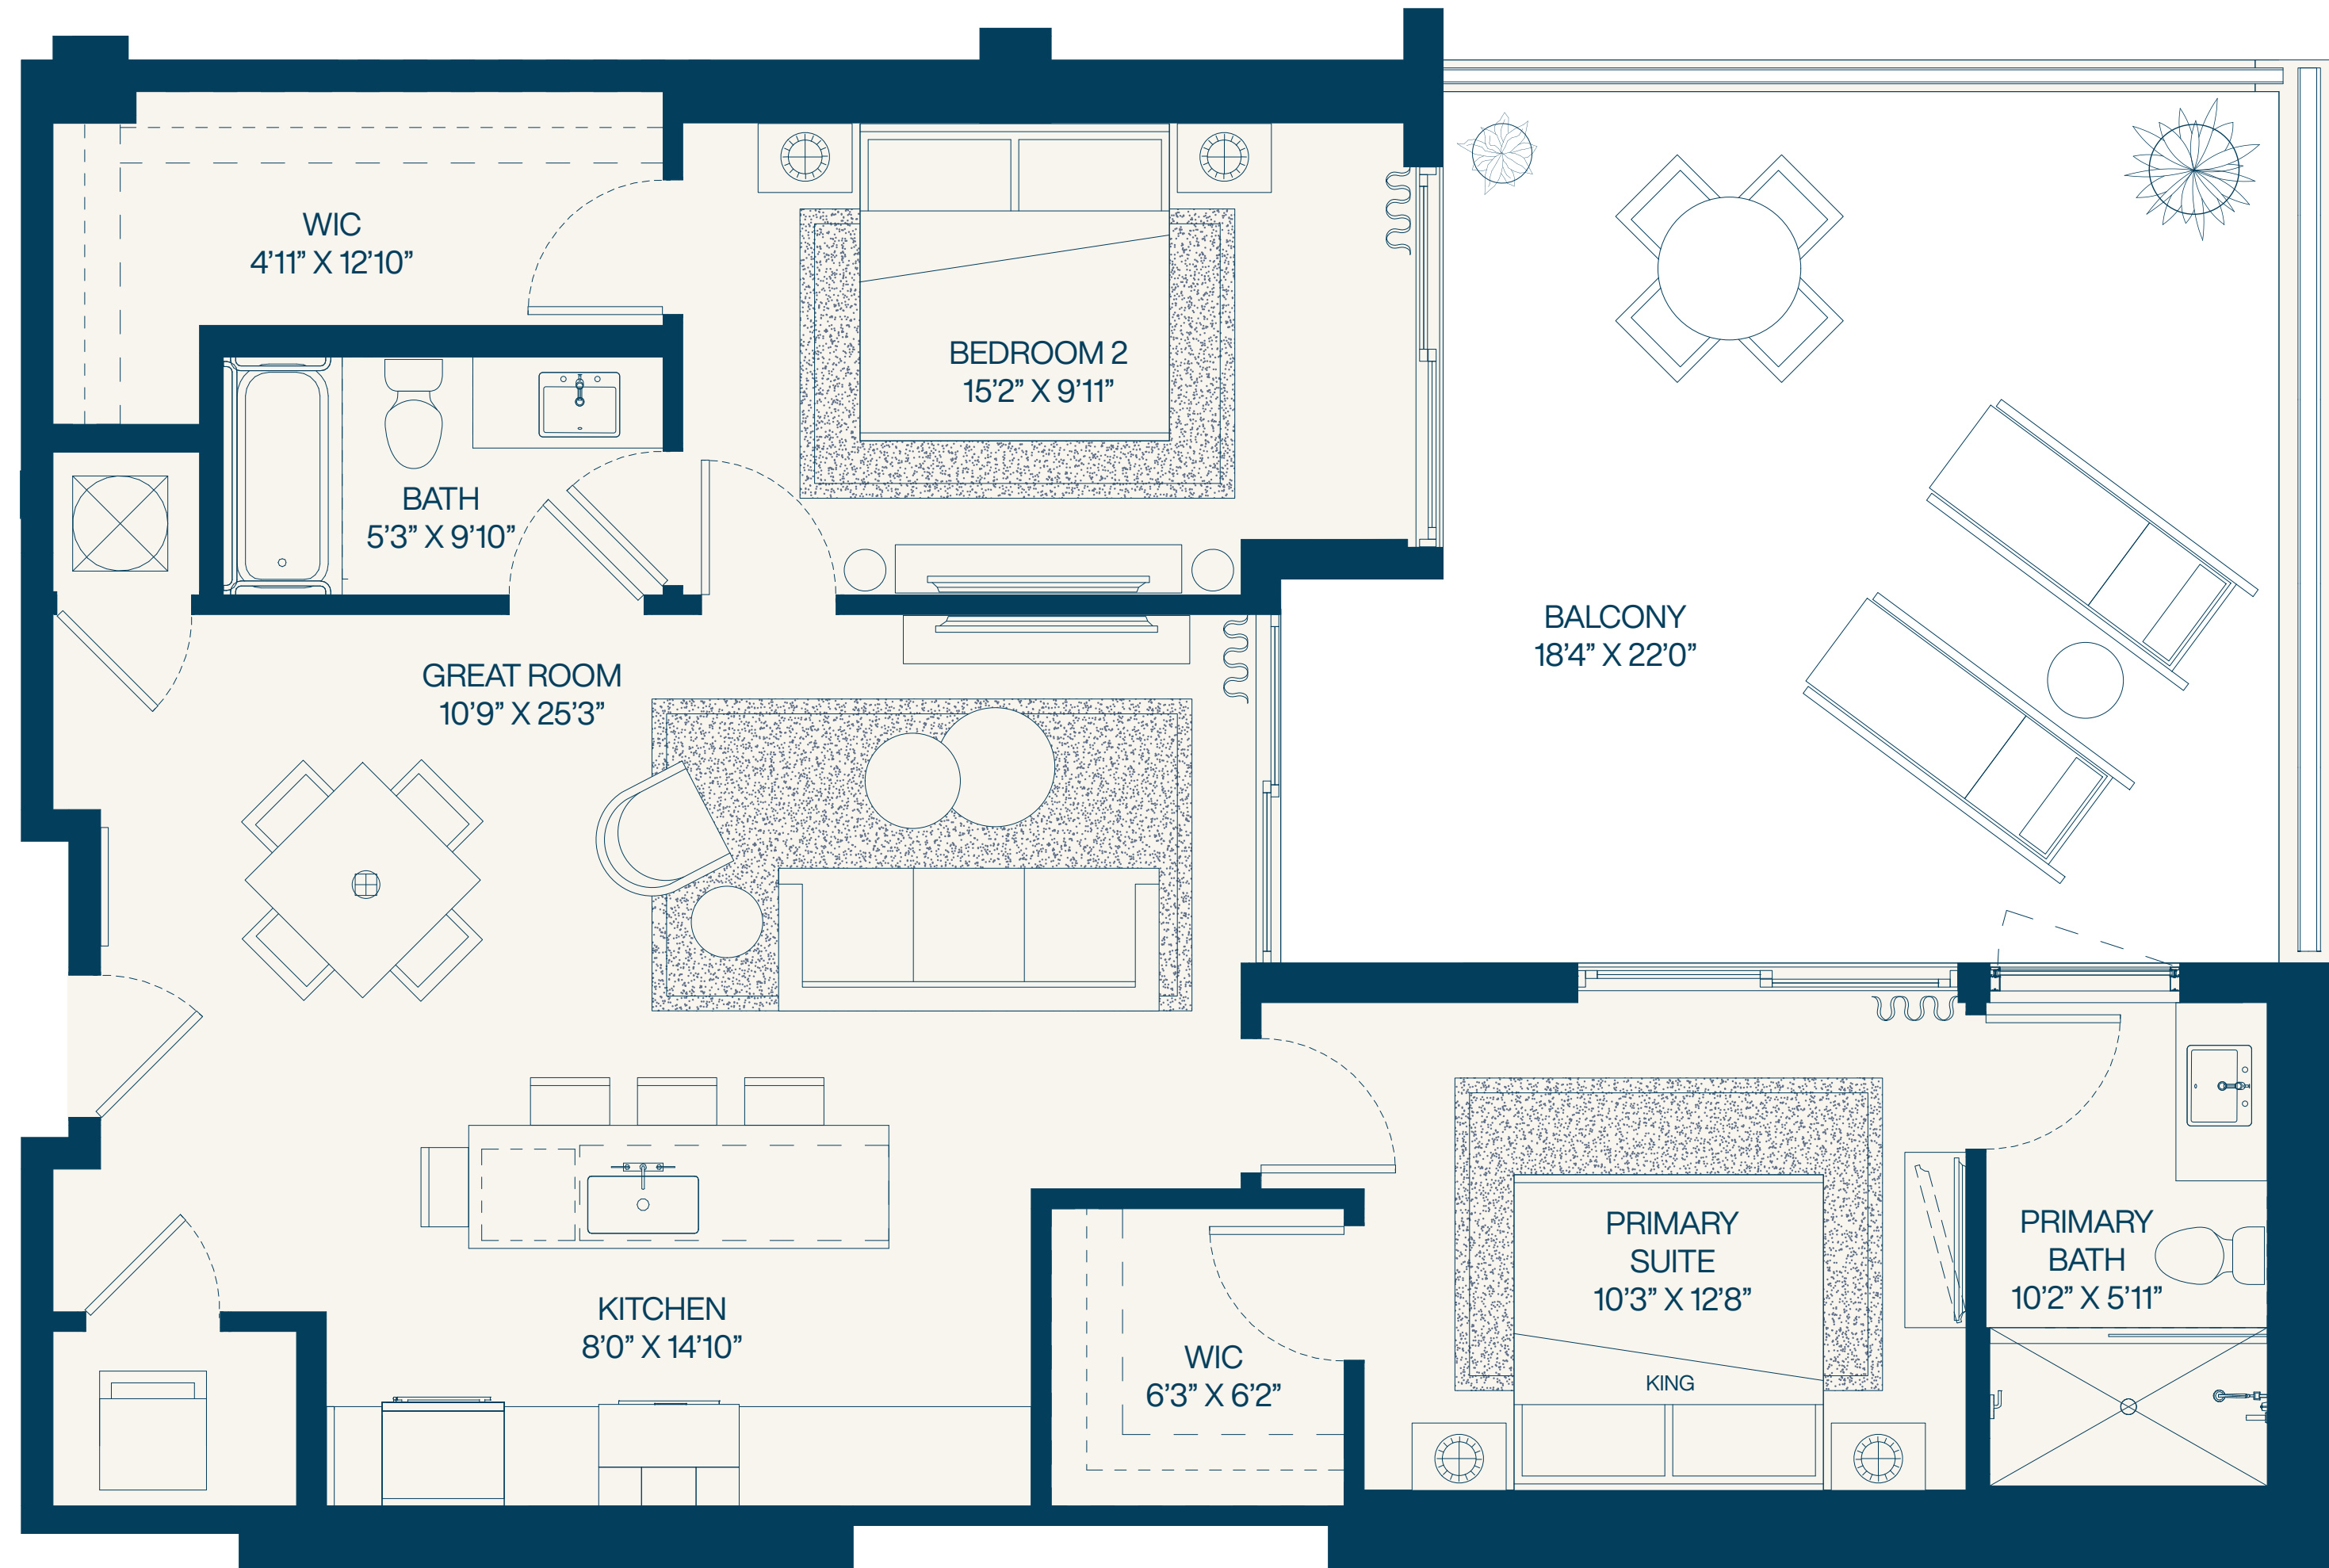 WIC
4'11” X 12'10”
BEDROOM 2
15'2” X 9'11”
BATH
5'3” X 9'10”
BALCONY
18'4” X 22'0”
GREAT ROOM
10'9” X 25'3”
PRIMARY
SUITE
10'3” X 12'8”
KING
PRIMARY
BATH
10'2” X 5'11”
KITCHEN
8'0” X 14'10”
WIC
6'3” X 6'2”